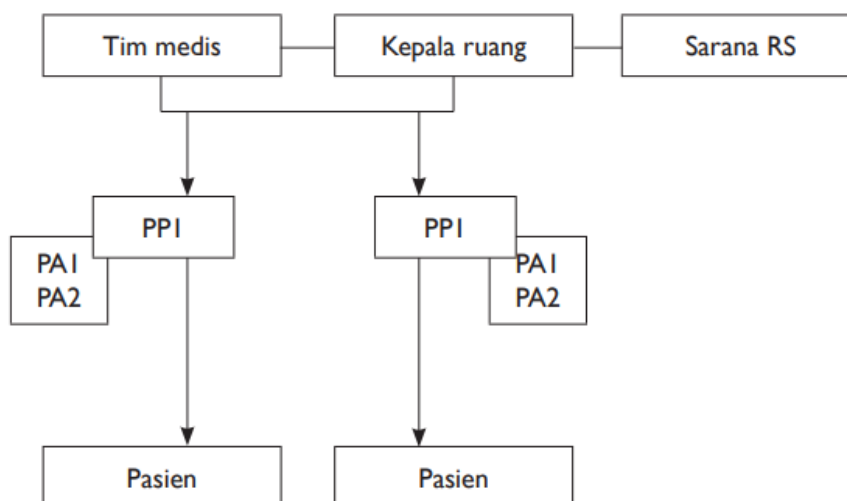 Tim medis
Kepala ruang
Sarana RS
PP1
PP1
PA1
PA2
PA1
PA2
Pasien
Pasien